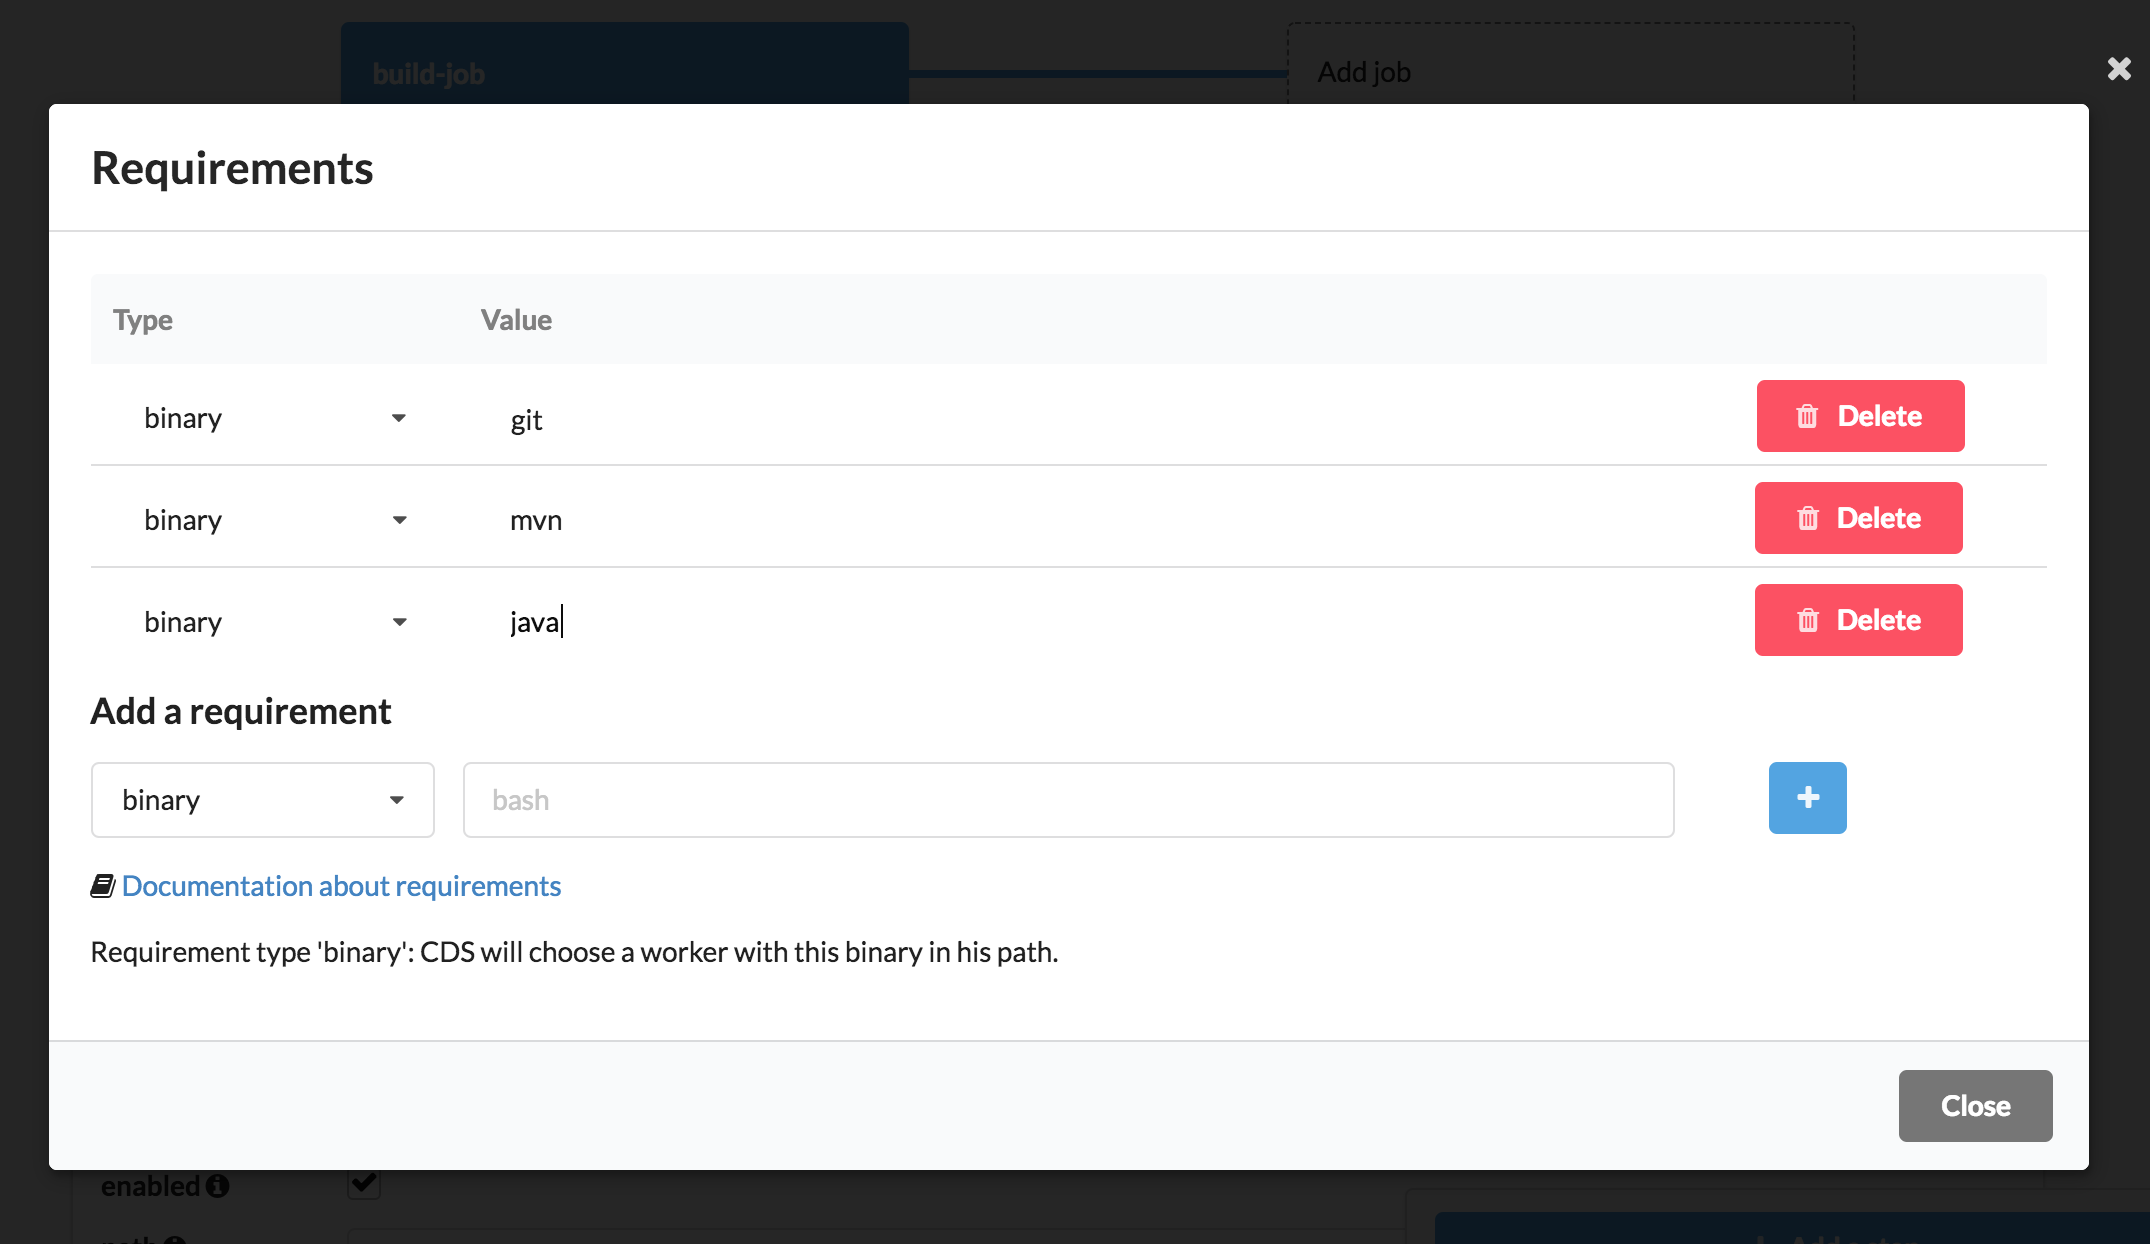 build-job
Add job
Requirements
Type Value
binary git Delete
binary mvn Delete
binary java Delete
Add a requirement
binary bash
Documentation about requirements
Requirement type 'binary': CDS will choose a worker with this binary in his path.
Close
enabled